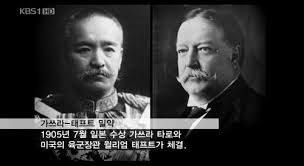 KBS1 HD
가쓰라-태프트 밀약
1905년 7월 일본 수상 가쓰라 타로와
미국의 육군장관 윌리엄 태프트가 체결.